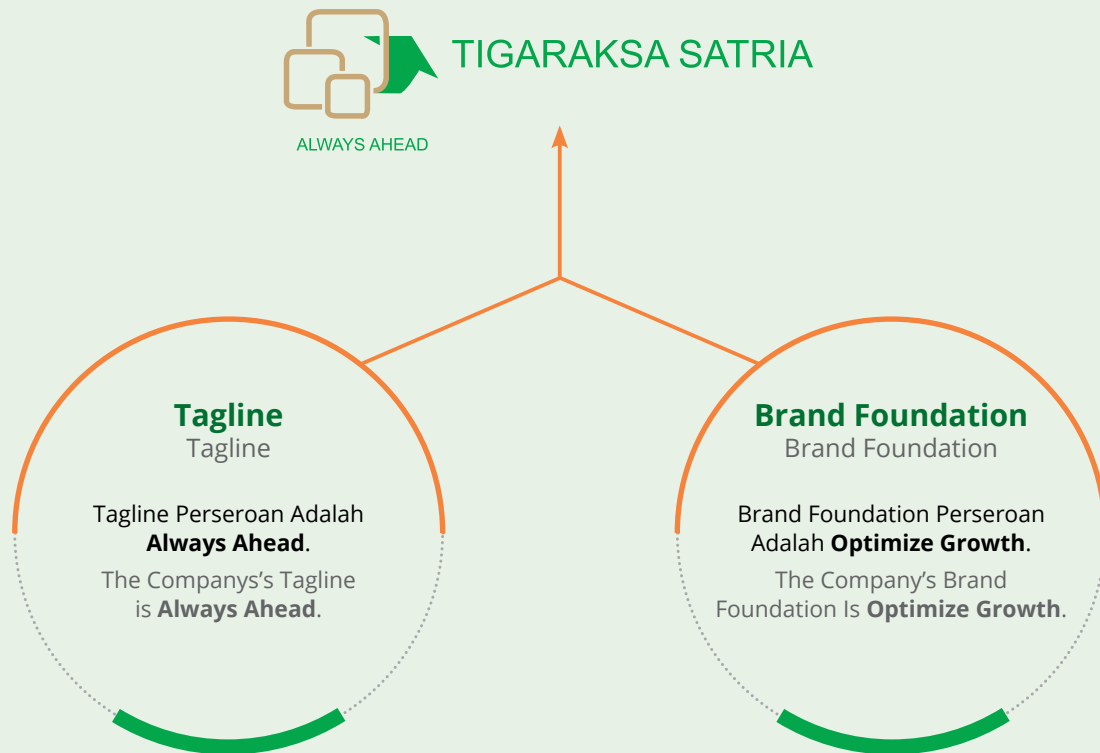 TIGARAKSA SATRIA
ALWAYS AHEAD
Tagline
Tagline
Tagline Perseroan Adalah
Always Ahead.
The Companys's Tagline
is Always Ahead.
Brand Foundation
Brand Foundation
Brand Foundation Perseroan
Adalah Optimize Growth.
The Company's Brand
Foundation Is Optimize Growth.